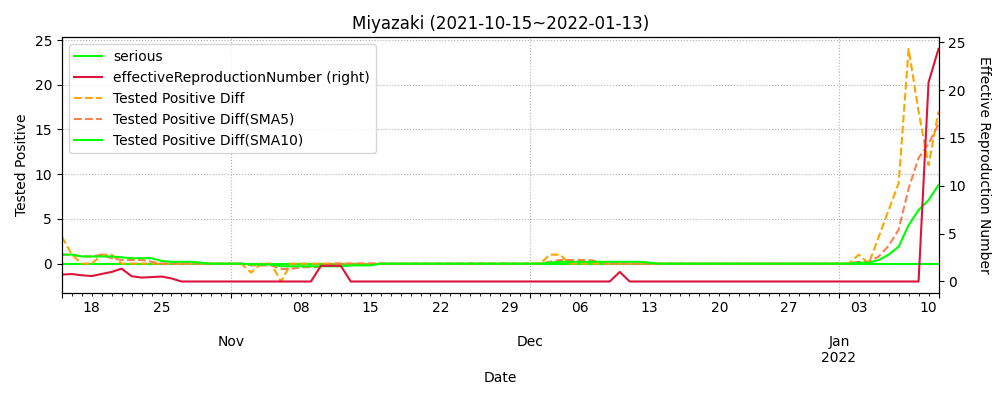 Miyazaki (2021-10-15~2022-01-13)
serious
effectiveReproductionNumber (right)
Tested Positive Diff
Tested Positive Diff(SMA5)
Tested Positive Diff(SMA10)
Tested Positive
25
20
15
10
5
0
25
20
15
10
5
0
Effective Reproduction Number
18 25 08 15 22 29 06 13 20 27 03 10
Nov Dec Jan
2022
Date